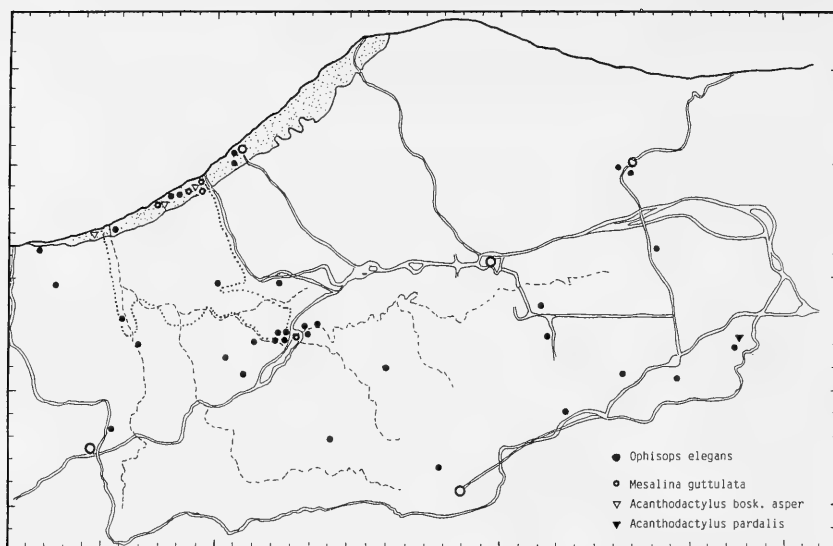 Ophisops elegans
Mesalina guttulata
Acanthodactylus bosk. asper
Acanthodactylus pardalis